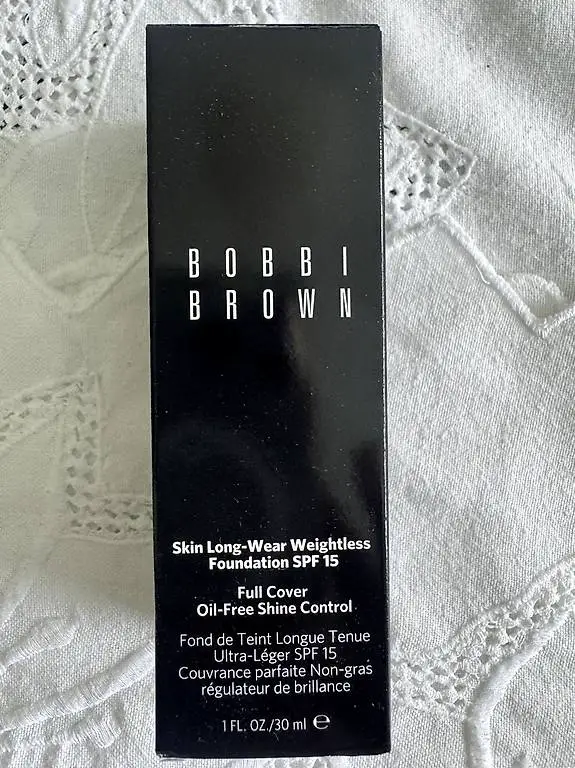 BOBBI
BROWN
Skin Long-Wear Weightless
Foundation SPF 15
Full Cover
Oil-Free Shine Control
Fond de Teint Longue Tenue
Ultra-Léger SPF 15
Couvrance parfaite Non-gras
régulateur de brillance
1 FL. OZ./30 ml ℮